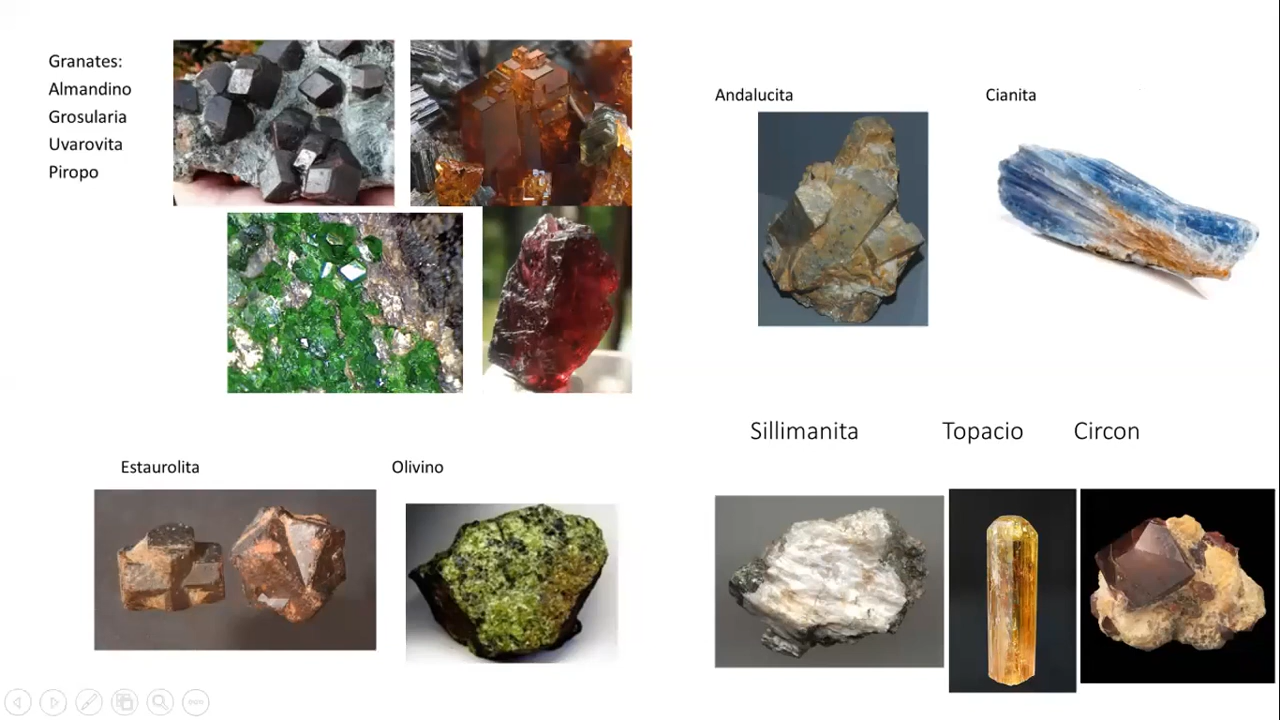 Granates:
Almandino
Grosularia
Uvarovita
Piropo
Andalucita
Cianita
Estaurolita
Olivino
Sillimanita
Topacio
Circon